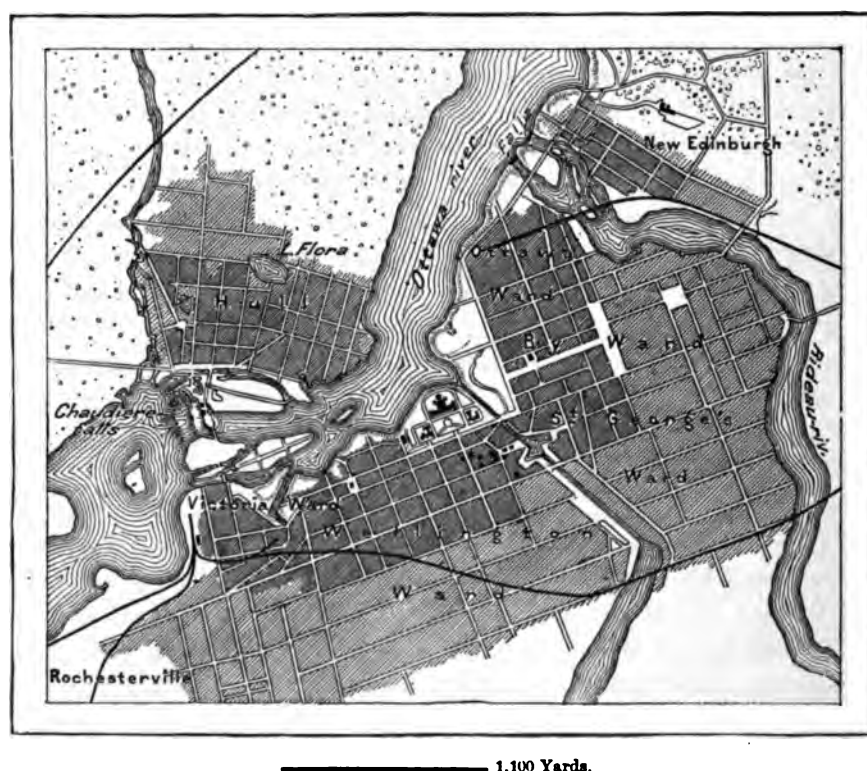 New Edinburgh
Falls
Ottawa river
L. Flora
Ottawa
Ward
Hull
By Ward
Rideau riv.
Chaudiere
falls
St George's
Ward
Victoria Ward
Wellington
Ward
Rochesterville
1,100 Yards.